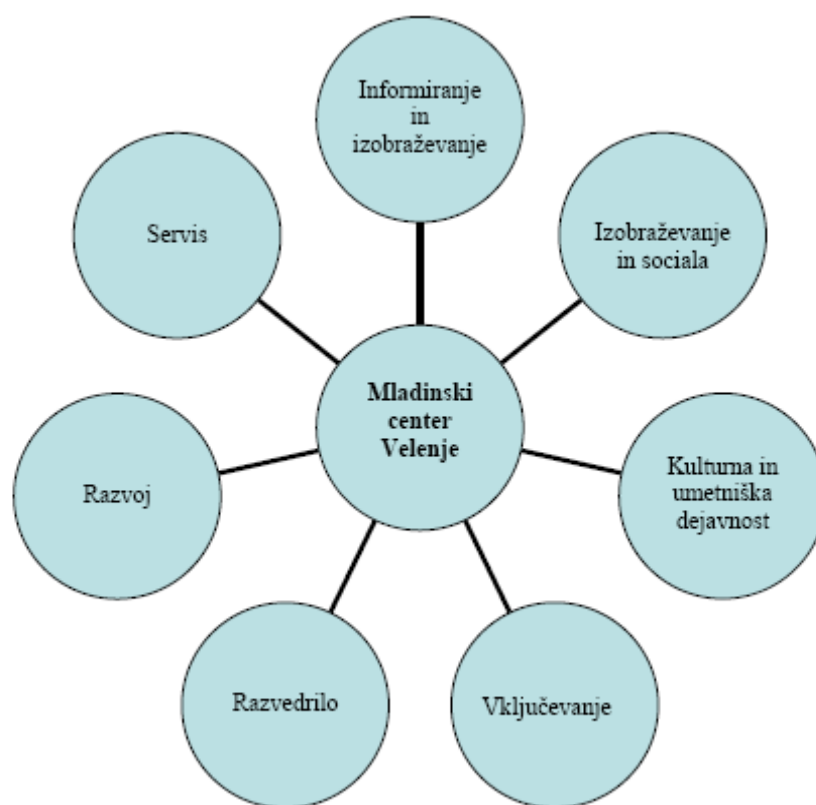 Informiranje
in
izobraževanje
Servis
Izobraževanje
in sociala
Mladinski
center
Velenje
Razvoj
Kulturna in
umetniška
dejavnost
Razvedrilo
Vključevanje